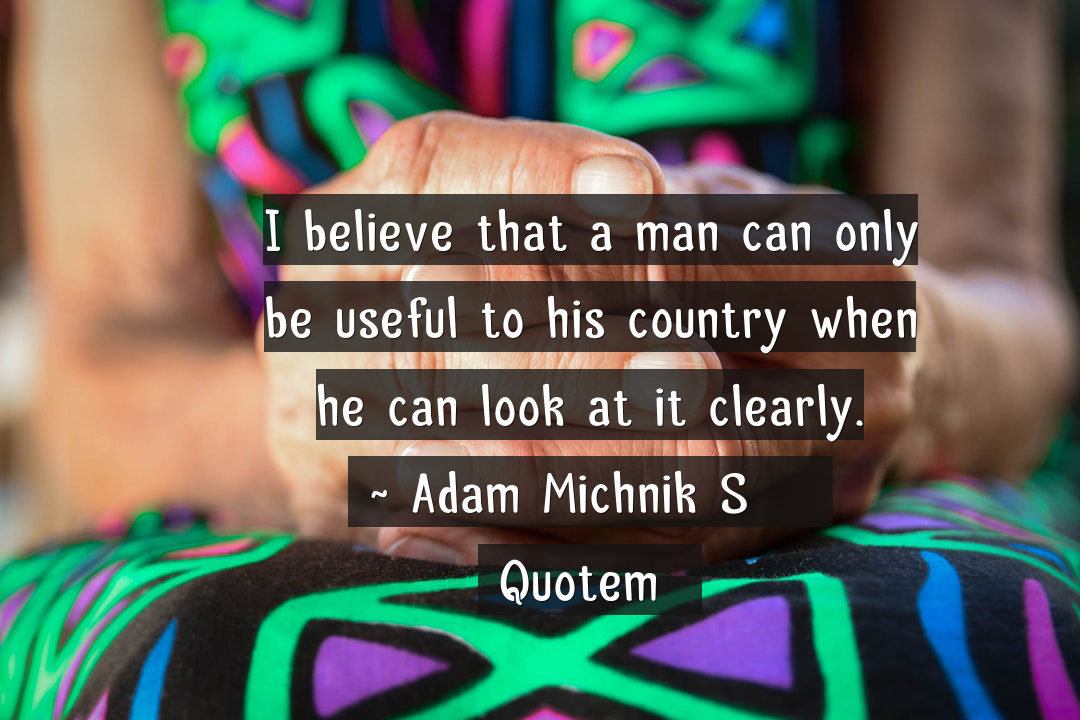 I believe that a man can only
be useful to his country when
he can look at it clearly.
~ Adam Michnik S
Quotem